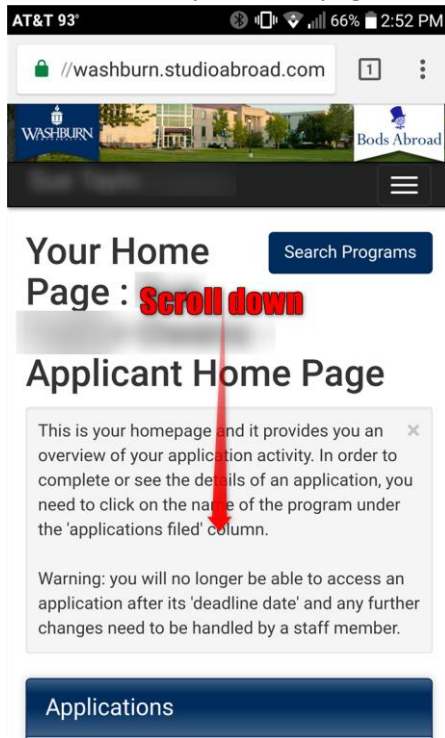 AT&T 93° 66% 2:52 PM
//washburn.studioabroad.com 1
WASHBURN
Bods Abroad
Your Home Search Programs
Page :
Scroll down
Applicant Home Page
This is your homepage and it provides you an ×
overview of your application activity. In order to
complete or see the details of an application, you
need to click on the name of the program under
the 'applications filed' column.
Warning: you will no longer be able to access an
application after its 'deadline date' and any further
changes need to be handled by a staff member.
Applications